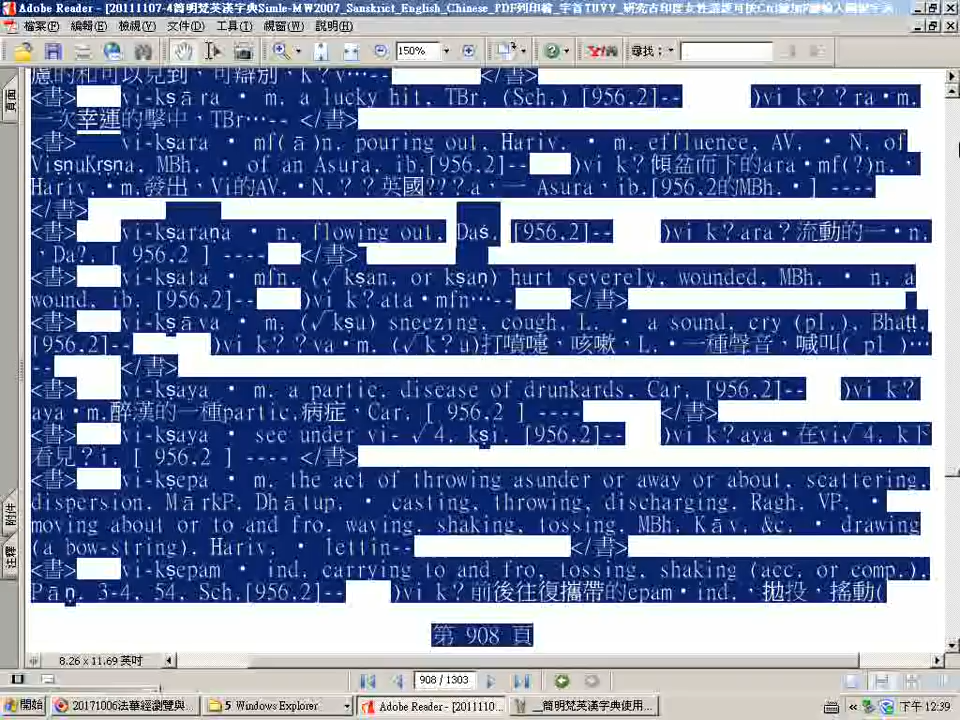 Adobe Reader - [20111107-4簡明梵英漢字典Simle-MW2007_Sanskrict_English_Chinese_PDF列印檔_字首TUVY_研究古印度女性議題可按Ctrl鍵加F鍵輸入關鍵字元
檔案(F) 編輯(E) 檢視(V) 文件(D) 工具(T) 視窗(W) 說明(H)
150% 尋找：
慮的和可以見到，可辯別，k？v…-- </書>
<書> vi-kṣāra · m. a lucky hit, TBr. (Sch.) [956,2]-- )vi k？？ra·m.
一次幸運的擊中，TBr…-- </書>
<書> vi-kṣara · mf(ā)n. pouring out, Hariv. · m. effluence, AV. · N. of
ViṣṇuKṛṣṇa, MBh. · of an Asura, ib.[956,2]-- )vi k？傾盆而下的ara·mf(?)n.，
Hariv.·m.發出，Vi的AV.·N.？？英國???a，一 Asura，ib.[956,2的MBh.·] ----
</書>
<書> vi-kṣaraṇa · n. flowing out, Daś. [956,2]-- )vi k？ara？流動的一·n.
，Da?. [ 956,2 ] ---- </書>
<書> vi-kṣata · mfn. (√kṣan, or kṣaṇ) hurt severely, wounded, MBh. · n. a
wound, ib. [956,2]-- )vi k？ata·mfn…-- </書>
<書> vi-kṣāva · m. (√kṣu) sneezing, cough, L. · a sound, cry (pl.), Bhaṭṭ.
[956,2]-- )vi k？？va·m. (√k？u)打噴嚏，咳嗽，L.·一種聲音，喊叫( pl )…
-- </書>
<書> vi-kṣaya · m. a partic. disease of drunkards, Car. [956,2]-- )vi k？
aya·m.醉漢的一種partic.病症，Car. [ 956,2 ] ---- </書>
<書> vi-kṣaya · see under vi- √4. kṣi. [956,2]-- )vi k？aya·在vi√4. k下
看見？i. [ 956,2 ] ---- </書>
<書> vi-kṣepa · m. the act of throwing asunder or away or about, scattering,
dispersion, MārkP. Dhātup. · casting, throwing, discharging, Ragh. VP. ·
moving about or to and fro, waving, shaking, tossing, MBh. Kāv. &c. · drawing
(a bow-string), Hariv. · lettin-- </書>
<書> vi-kṣepam · ind. carrying to and fro, tossing, shaking (acc. or comp.),
Pāṇ. 3-4, 54, Sch.[956,2]-- )vi k？前後往復攜帶的epam·ind.，拋投，搖動(
第 908 頁
頁面
附件
註釋
8.26 x 11.69 英吋
908 / 1303
開始 20171006法華經瀏覽與... 5 Windows Explorer Adobe Reader - [2011110... __簡明梵英漢字典使用... 下午 12:39